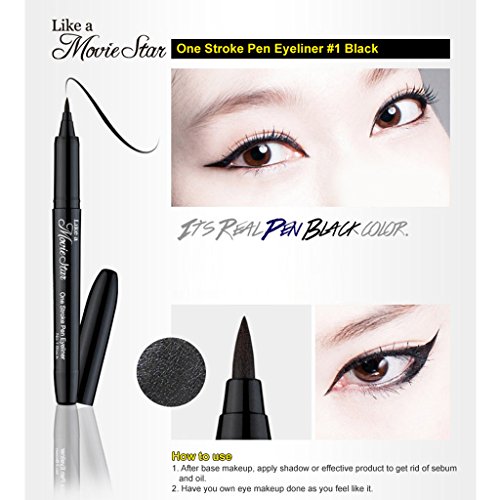 Like a
Movie Star
One Stroke Pen Eyeliner #1 Black
ITS REAL PEN BLACK COLOR.
Like a
Movie Star
One Stroke Pen Eyeliner
How to use
1. After base makeup, apply shadow or effective product to get rid of sebum
and oil.
2. Have you own eye makeup done as you feel like it.